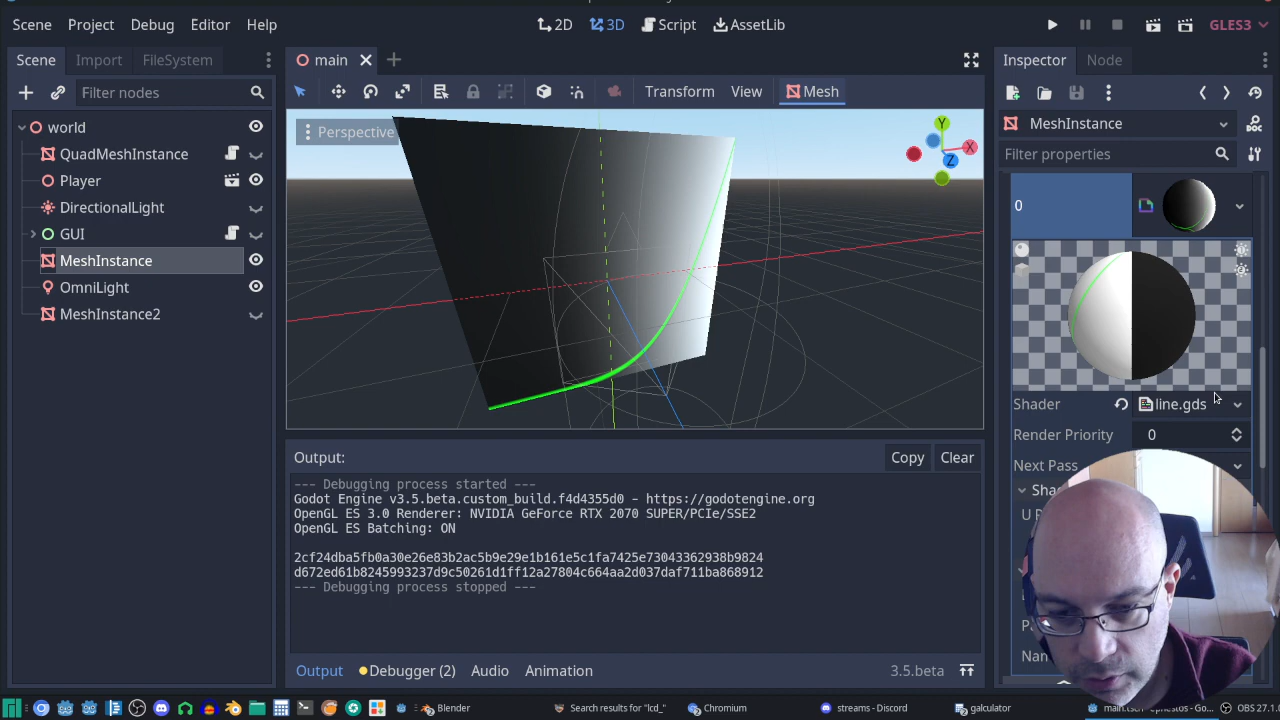 Scene Project Debug Editor Help
2D 3D Script AssetLib
GLES3
Scene Import FileSystem
main
Inspector Node
Filter nodes
Transform View Mesh
MeshInstance
Filter properties
world
QuadMeshInstance
Player
DirectionalLight
GUI
MeshInstance
OmniLight
MeshInstance2
Perspective
Y
X
Z
0
Shader line.gds
Render Priority 0
Next Pass
Sha
U P
Output: Copy Clear
--- Debugging process started ---
Godot Engine v3.5.beta.custom_build.f4d4355d0 - https://godotengine.org
OpenGL ES 3.0 Renderer: NVIDIA GeForce RTX 2070 SUPER/PCIe/SSE2
OpenGL ES Batching: ON
2cf24dba5fb0a30e26e83b2ac5b9e29e1b161e5c1fa7425e73043362938b9824
d672ed61b8245993237d9c50261d1ff12a27804c664aa2d037daf711ba868912
--- Debugging process stopped ---
Output Debugger (2) Audio Animation 3.5.beta
Nan
Blender Search results for "lcd_" Chromium streams - Discord galculator OBS 27.1.